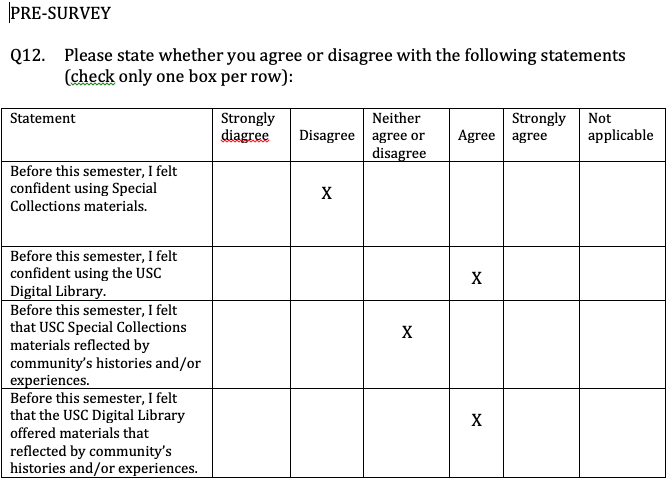 PRE-SURVEY
Q12. Please state whether you agree or disagree with the following statements
(check only one box per row):
Statement
Strongly
diagree
Disagree
Neither
agree or
disagree
Agree
Strongly
agree
Not
applicable
Before this semester, I felt
confident using Special
Collections materials.
X
Before this semester, I felt
confident using the USC
Digital Library.
X
Before this semester, I felt
that USC Special Collections
materials reflected by
community's histories and/or
experiences.
X
Before this semester, I felt
that the USC Digital Library
offered materials that
reflected by community's
histories and/or experiences.
X